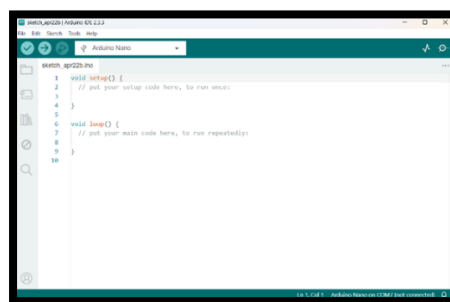 sketch_apr22b | Arduino IDE 2.3.3
File Edit Sketch Tools Help
Arduino Nano
sketch_apr22b.ino
1 void setup() {
2 // put your setup code here, to run once:
3
4 }
5
6 void loop() {
7 // put your main code here, to run repeatedly:
8
9 }
10
Ln 1, Col 1 Arduino Nano on COM7 [not connected]